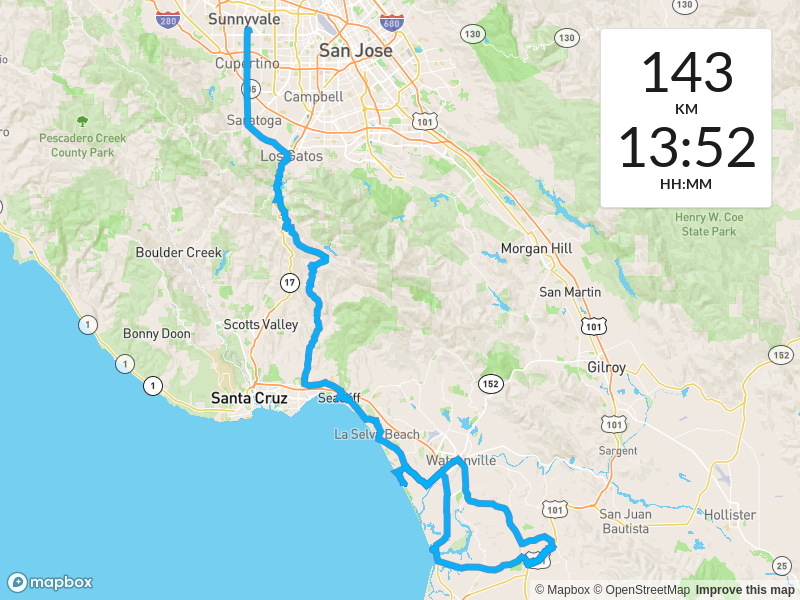 280
Sunnyvale
680
130
130
130
San Jose
Cupertino
85
Campbell
101
Saratoga
Pescadero Creek
County Park
Los Gatos
143
KM
13:52
HH:MM
Henry W. Coe
State Park
Boulder Creek
Morgan Hill
17
San Martin
1
Scotts Valley
101
Bonny Doon
152
1
Gilroy
1
152
Santa Cruz
Seacliff
101
La Selva Beach
Sargent
Watsonville
101
San Juan
Bautista
Hollister
101
25
mapbox
© Mapbox © OpenStreetMap Improve this map